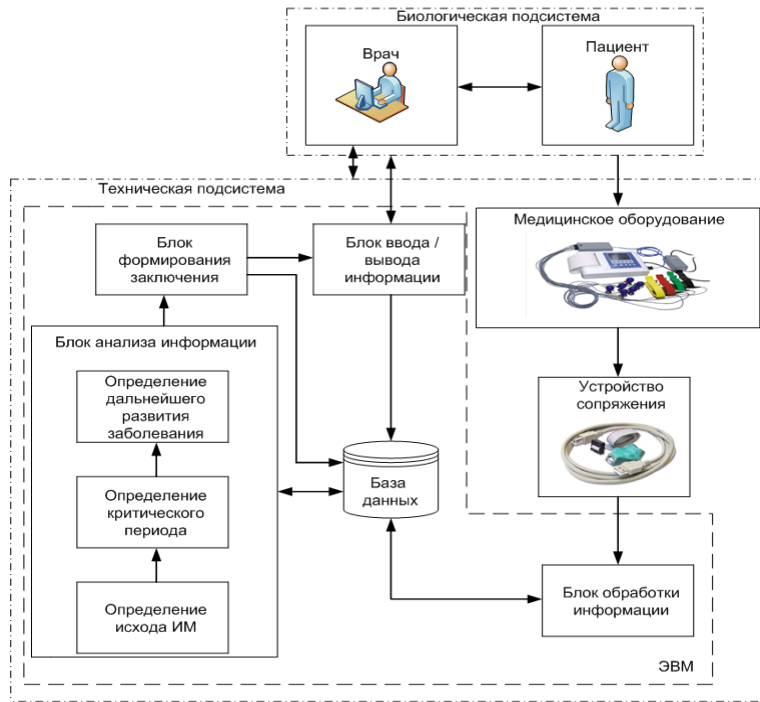 Биологическая подсистема
Врач
Пациент
Техническая подсистема
Медицинское оборудование
Блок
формирования
заключения
Блок ввода /
вывода
информации
Блок анализа информации
Устройство
сопряжения
Определение
дальнейшего
развития
заболевания
База
данных
Определение
критического
периода
Определение
исхода ИМ
Блок обработки
информации
ЭВМ